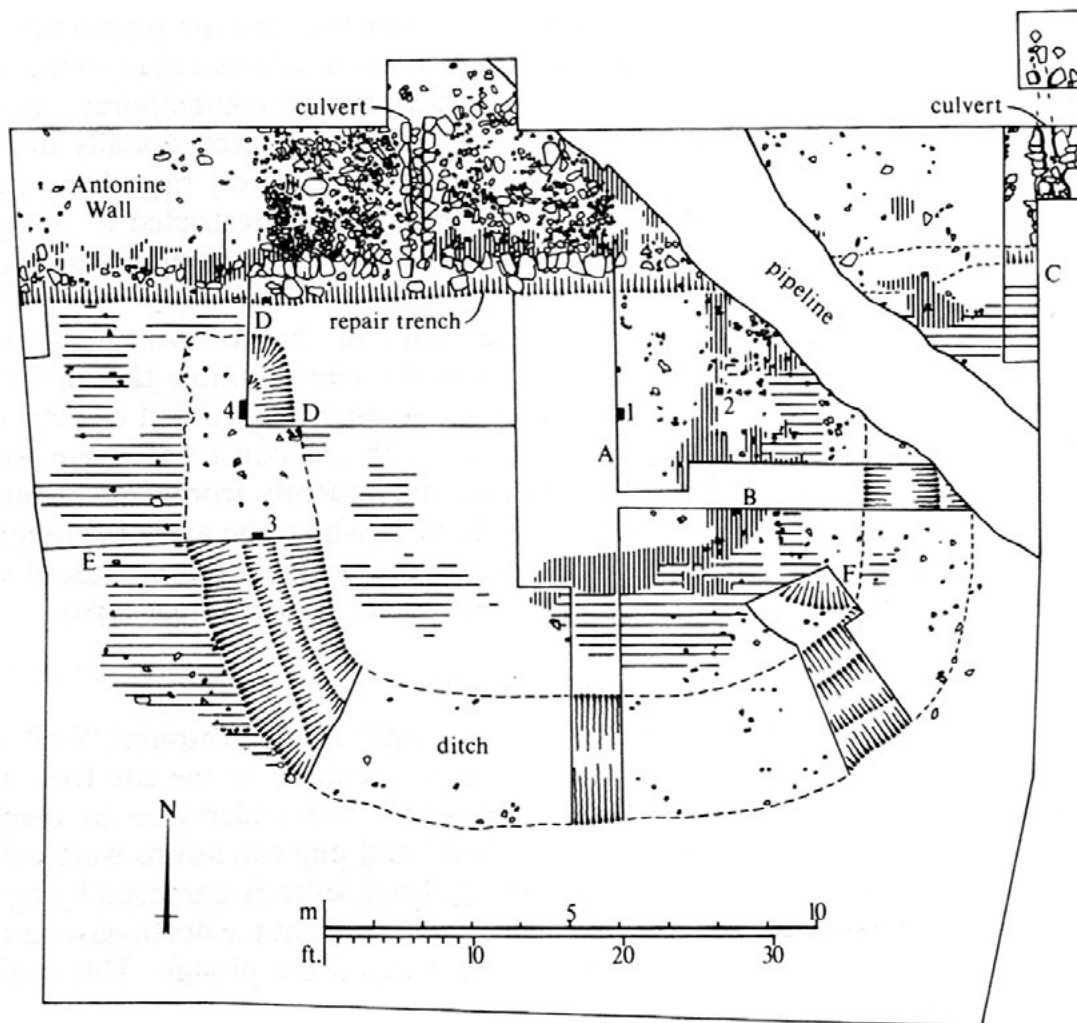 culvert
culvert
Antonine
Wall
C
pipeline
D
repair trench
4
D
1
2
A
B
3
E
F
ditch
N
m
5
10
ft.
10
20
30